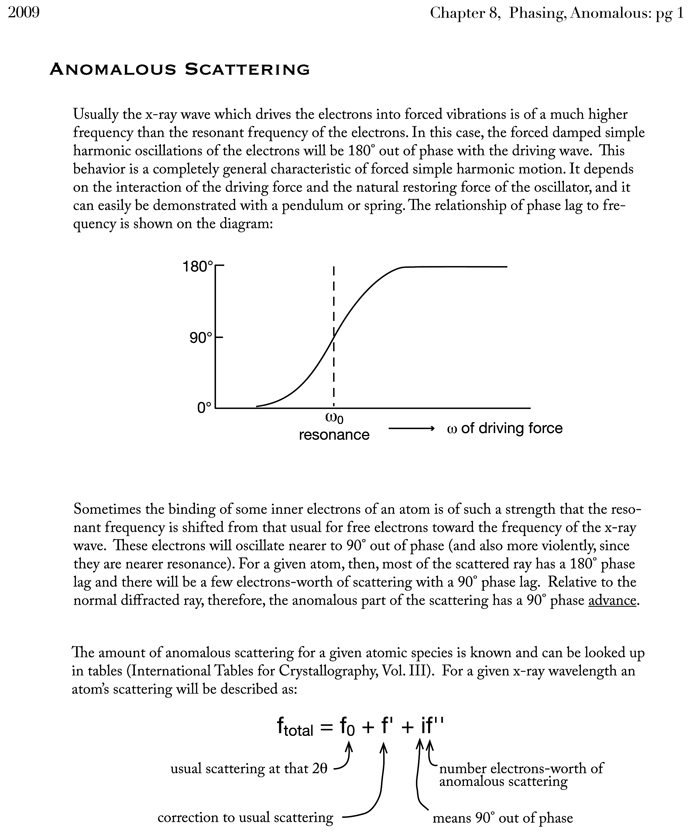 2009 Chapter 8, Phasing, Anomalous: pg 1
ANOMALOUS SCATTERING
Usually the x-ray wave which drives the electrons into forced vibrations is of a much higher
frequency than the resonant frequency of the electrons. In this case, the forced damped simple
harmonic oscillations of the electrons will be 180° out of phase with the driving wave. This
behavior is a completely general characteristic of forced simple harmonic motion. It depends
on the interaction of the driving force and the natural restoring force of the oscillator, and it
can easily be demonstrated with a pendulum or spring. The relationship of phase lag to fre-
quency is shown on the diagram:
180°
90°
0°
ω0
resonance
ω of driving force
Sometimes the binding of some inner electrons of an atom is of such a strength that the reso-
nant frequency is shifted from that usual for free electrons toward the frequency of the x-ray
wave. These electrons will oscillate nearer to 90° out of phase (and also more violently, since
they are nearer resonance). For a given atom, then, most of the scattered ray has a 180° phase
lag and there will be a few electrons-worth of scattering with a 90° phase lag. Relative to the
normal diffracted ray, therefore, the anomalous part of the scattering has a 90° phase advance.
The amount of anomalous scattering for a given atomic species is known and can be looked up
in tables (International Tables for Crystallography, Vol. III). For a given x-ray wavelength an
atom's scattering will be described as:
ftotal = f0 + f' + if''
usual scattering at that 2θ
number electrons-worth of
anomalous scattering
correction to usual scattering
means 90° out of phase